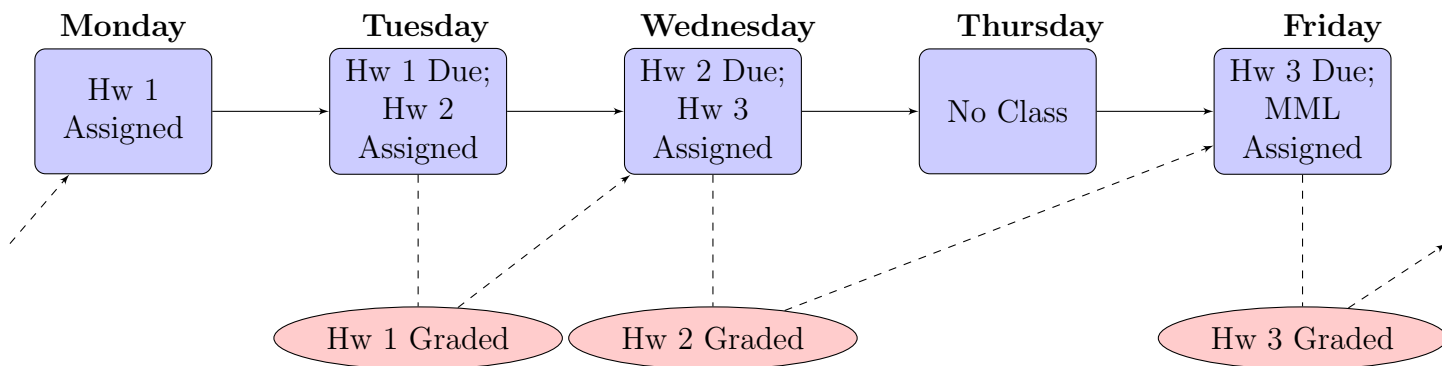 Monday
Tuesday
Wednesday
Thursday
Friday
Hw 1
Assigned
Hw 1 Due;
Hw 2
Assigned
Hw 2 Due;
Hw 3
Assigned
No Class
Hw 3 Due;
MML
Assigned
Hw 1 Graded
Hw 2 Graded
Hw 3 Graded